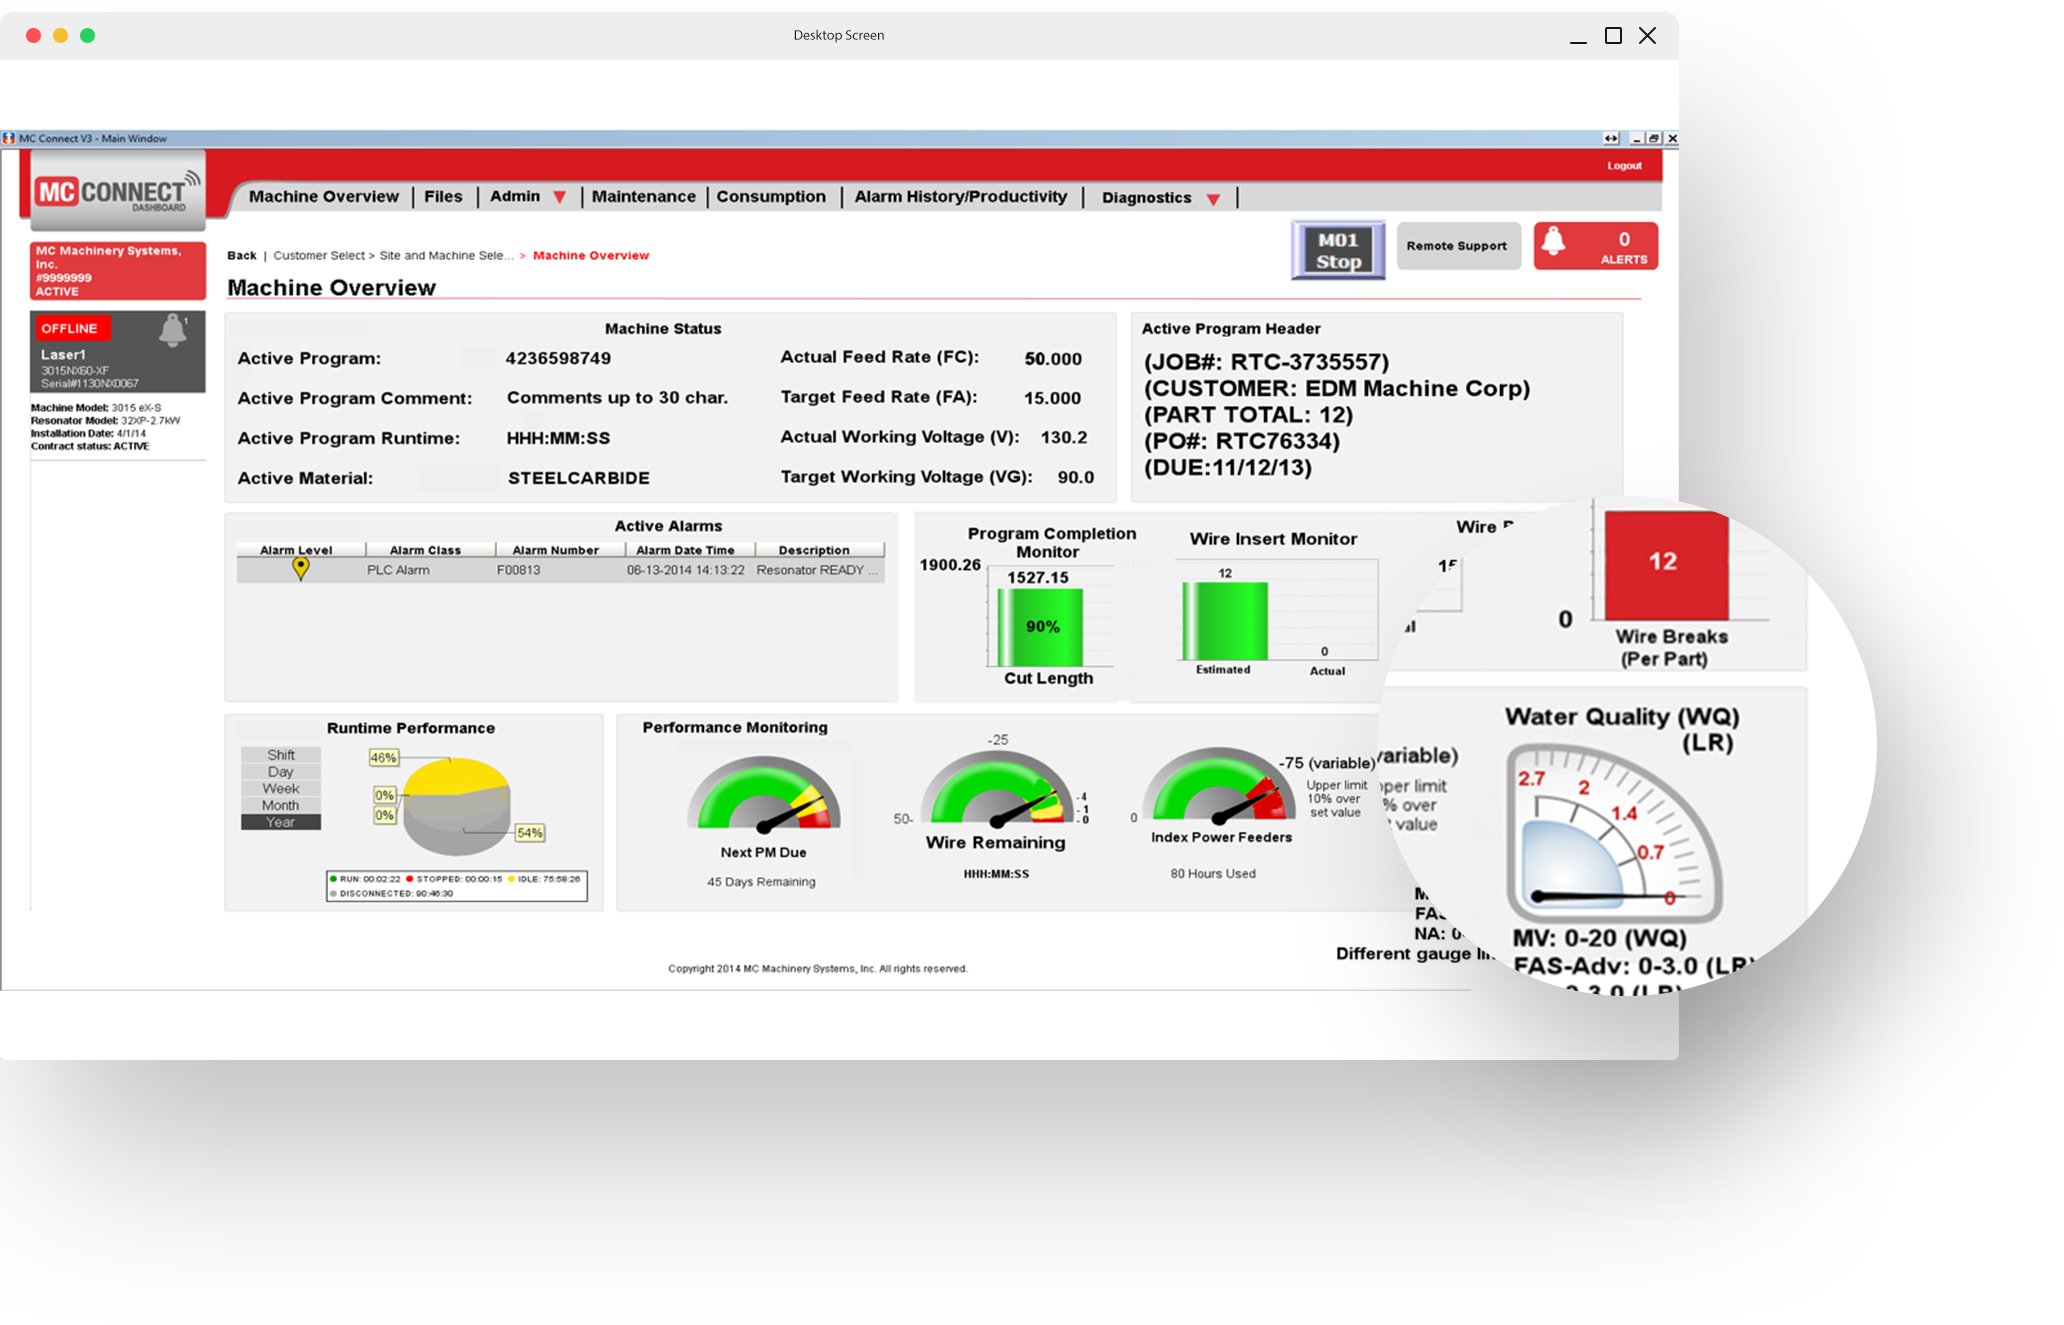 Desktop Screen
MC Connect V3 - Main Window
Logout
MC CONNECT
DASHBOARD
Machine Overview | Files | Admin | Maintenance | Consumption | Alarm History/Productivity | Diagnostics |
MC Machinery Systems,
Inc.
#9999999
ACTIVE
Back | Customer Select > Site and Machine Sele... > Machine Overview
M01
Stop
Remote Support
0
ALERTS
Machine Overview
OFFLINE
1
Laser1
3015NX60-XF
Serial#1130NX0067
Machine Model: 3015 eX-S
Resonator Model: 32XP-2.7kW
Installation Date: 4/1/14
Contract status: ACTIVE
Machine Status
Active Program: 4236598749
Active Program Comment: Comments up to 30 char.
Active Program Runtime: HHH:MM:SS
Active Material: STEELCARBIDE
Actual Feed Rate (FC): 50.000
Target Feed Rate (FA): 15.000
Actual Working Voltage (V): 130.2
Target Working Voltage (VG): 90.0
Active Program Header
(JOB#: RTC-3735557)
(CUSTOMER: EDM Machine Corp)
(PART TOTAL: 12)
(PO#: RTC76334)
(DUE:11/12/13)
Active Alarms
Alarm Level Alarm Class Alarm Number Alarm Date Time Description
PLC Alarm F00813 06-13-2014 14:13:22 Resonator READY ...
Program Completion
Monitor
1900.26
1527.15
90%
Cut Length
Wire Insert Monitor
12
0
Estimated
Actual
Wire
12
0
Wire Breaks
(Per Part)
Runtime Performance
Shift
Day
Week
Month
Year
46%
0%
0%
54%
RUN: 00:02:22 STOPPED: 00:00:15 IDLE: 75:58:26
DISCONNECTED: 90:46:30
Performance Monitoring
Next PM Due
45 Days Remaining
-25
50-
-4
-1
-0
Wire Remaining
HHH:MM:SS
0
-75 (variable)
Upper limit
10% over
set value
Index Power Feeders
80 Hours Used
variable)
per limit
% over
value
Water Quality (WQ)
(LR)
2.7
2
1.4
0.7
0
MV: 0-20 (WQ)
FAS-Adv: 0-3.0 (LR)
NA: 0-
Different gauge
Copyright 2014 MC Machinery Systems, Inc. All rights reserved.